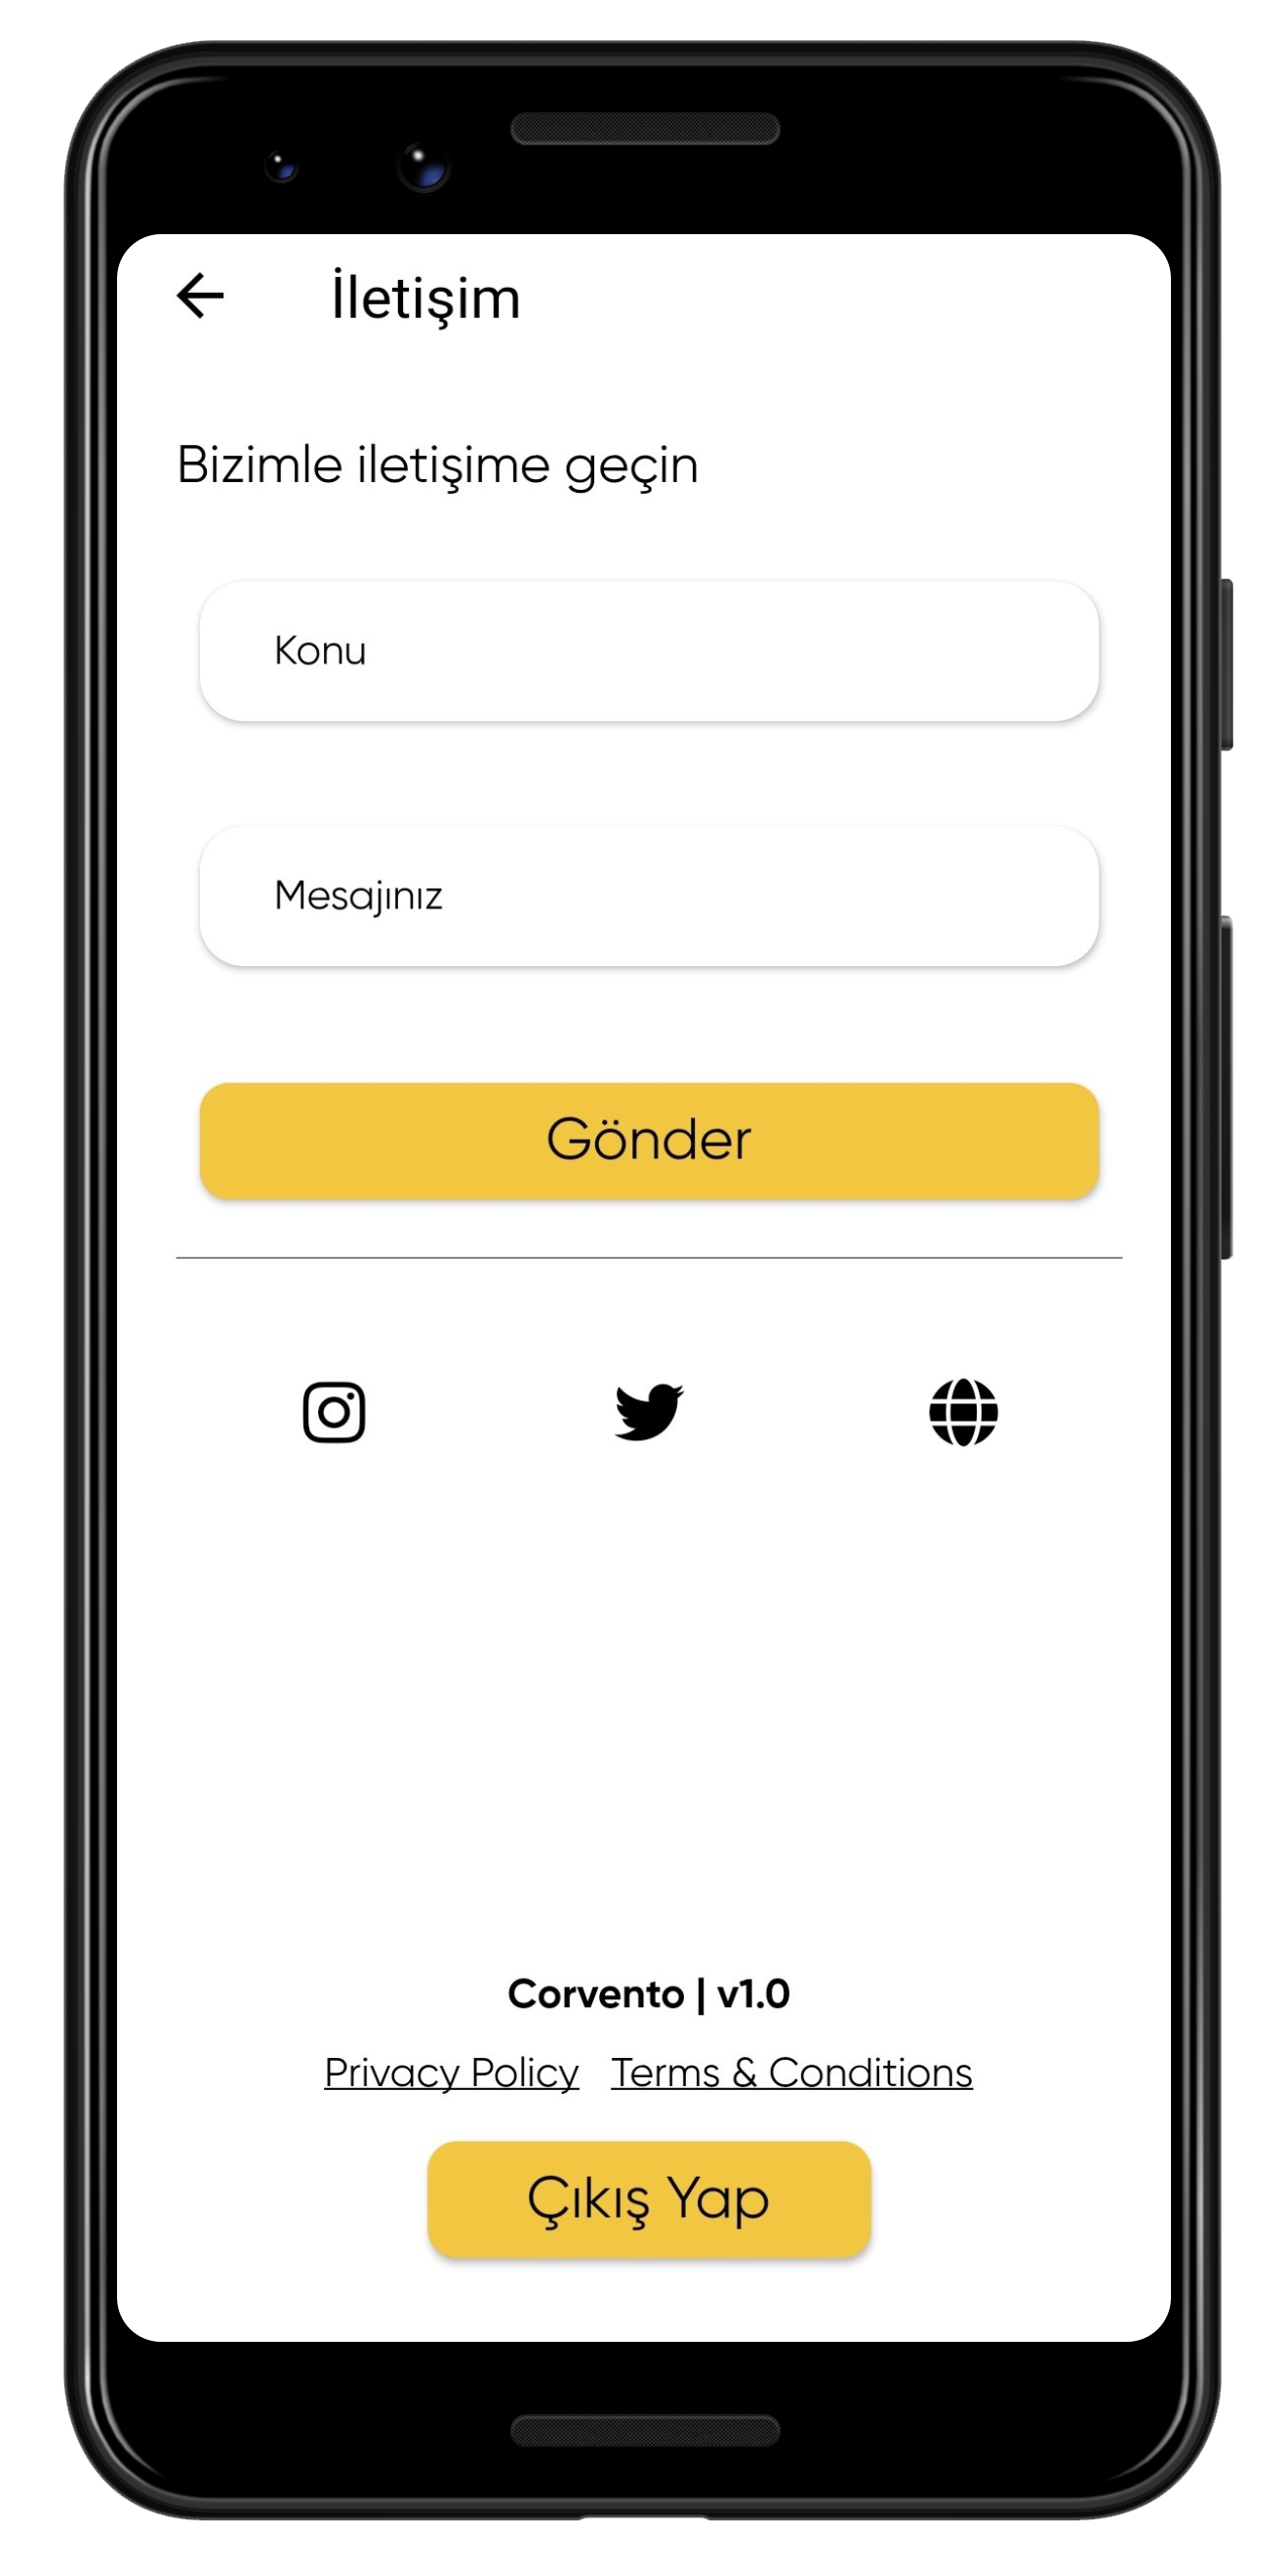 İletişim
Bizimle iletişime geçin
Konu
Mesajınız
Gönder
Corvento | v1.0
Privacy Policy Terms & Conditions
Çıkış Yap